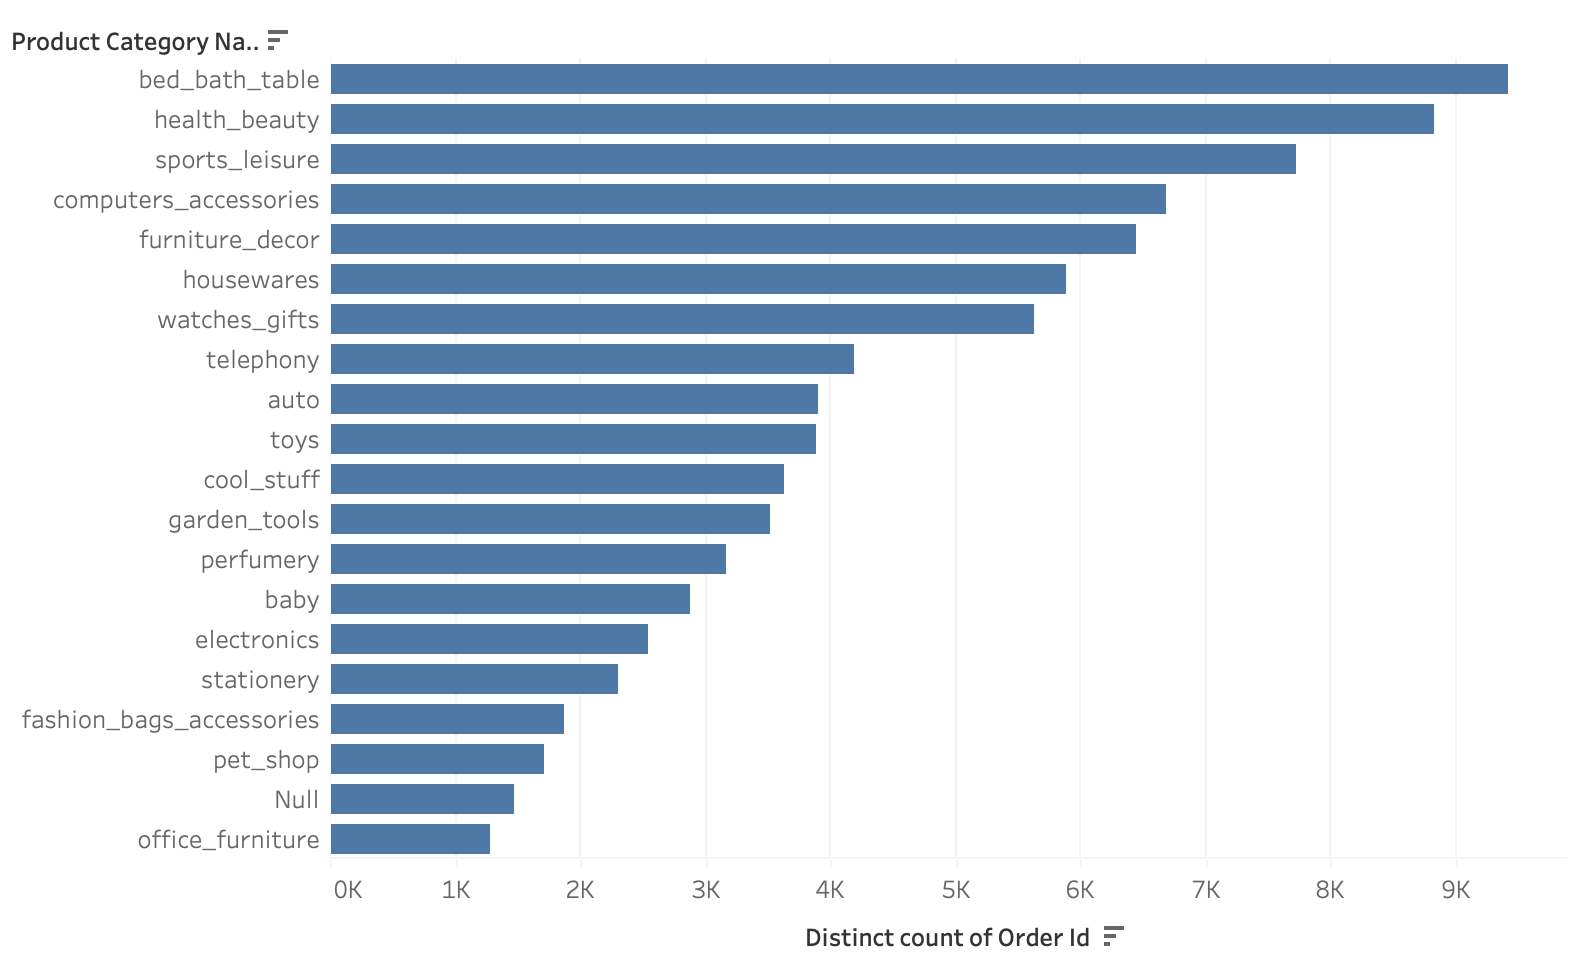 Product Category Na..
bed_bath_table
health_beauty
sports_leisure
computers_accessories
furniture_decor
housewares
watches_gifts
telephony
auto
toys
cool_stuff
garden_tools
perfumery
baby
electronics
stationery
fashion_bags_accessories
pet_shop
Null
office_furniture
0K 1K 2K 3K 4K 5K 6K 7K 8K 9K
Distinct count of Order Id